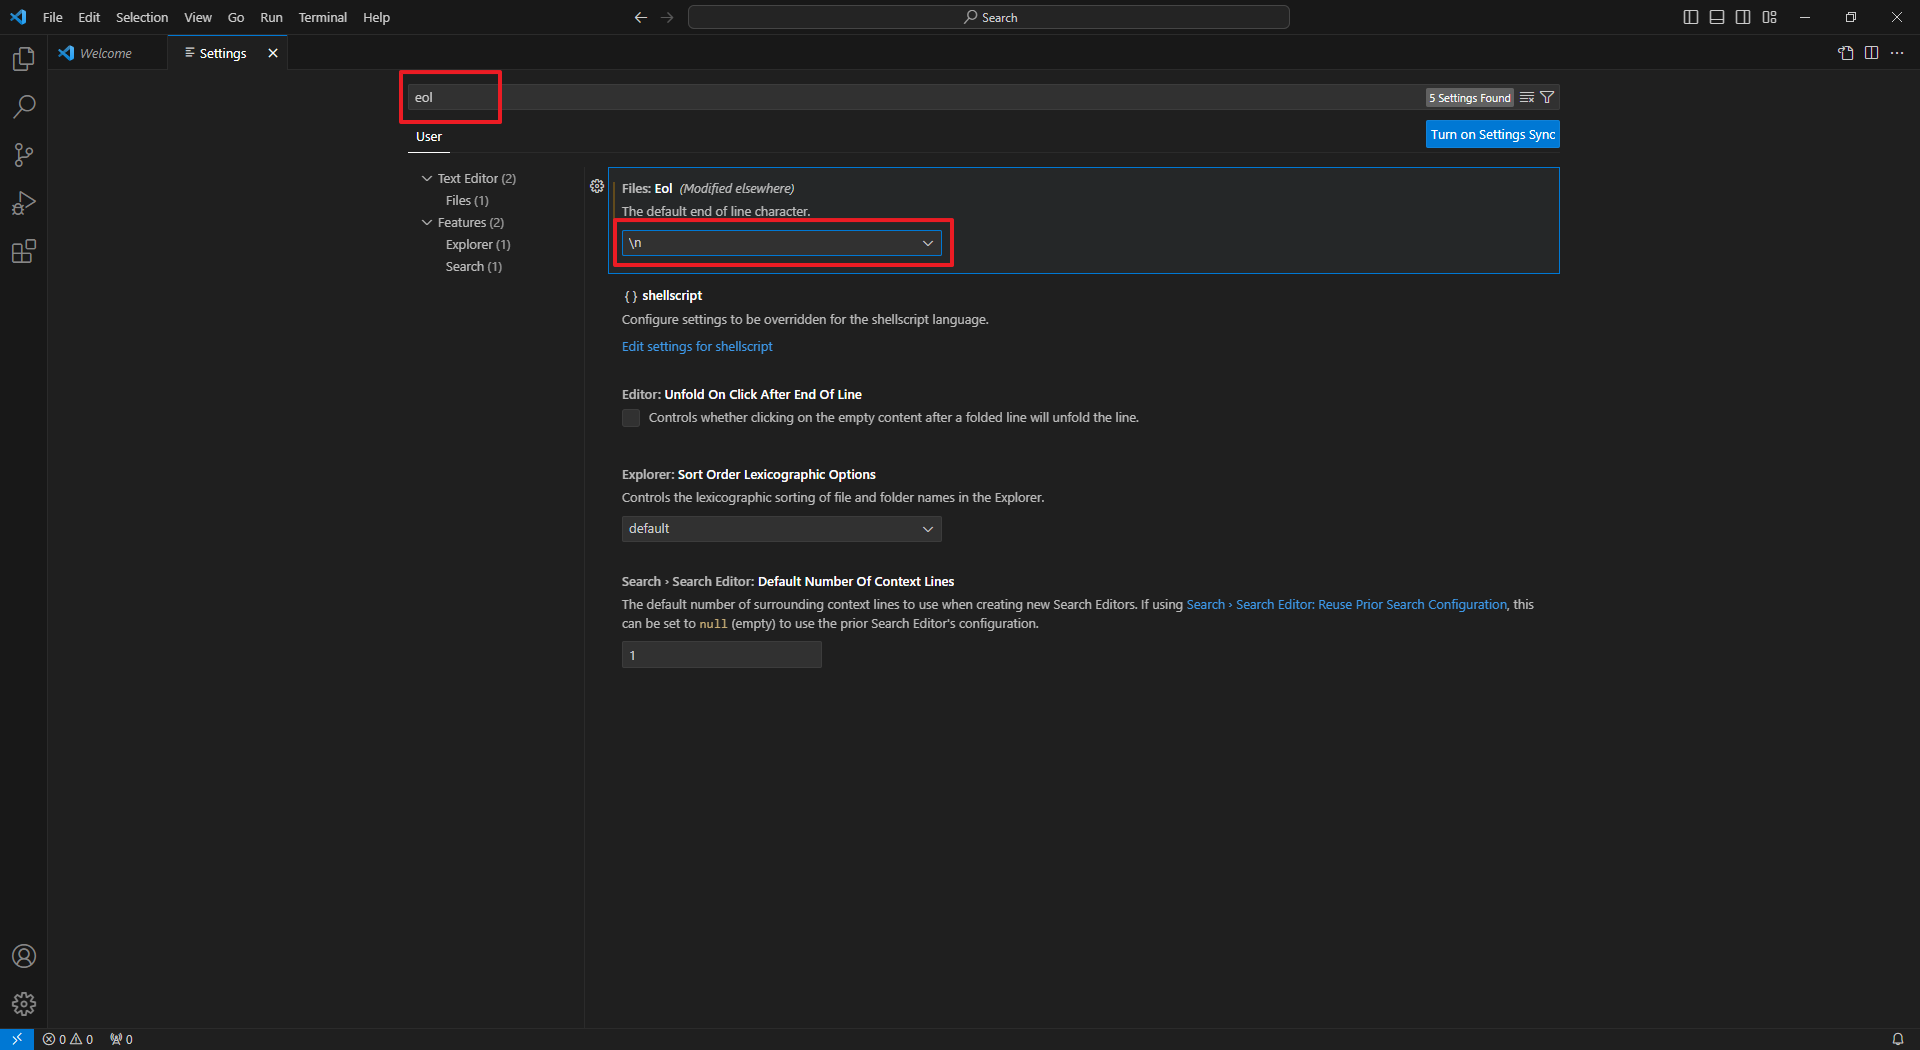 File Edit Selection View Go Run Terminal Help
Search
Welcome
Settings
eol
5 Settings Found
User
Turn on Settings Sync
Text Editor (2)
Files (1)
Features (2)
Explorer (1)
Search (1)
Files: Eol (Modified elsewhere)
The default end of line character.
\n
{ } shellscript
Configure settings to be overridden for the shellscript language.
Edit settings for shellscript
Editor: Unfold On Click After End Of Line
Controls whether clicking on the empty content after a folded line will unfold the line.
Explorer: Sort Order Lexicographic Options
Controls the lexicographic sorting of file and folder names in the Explorer.
default
Search › Search Editor: Default Number Of Context Lines
The default number of surrounding context lines to use when creating new Search Editors. If using Search › Search Editor: Reuse Prior Search Configuration, this
can be set to null (empty) to use the prior Search Editor's configuration.
1
0 0 0